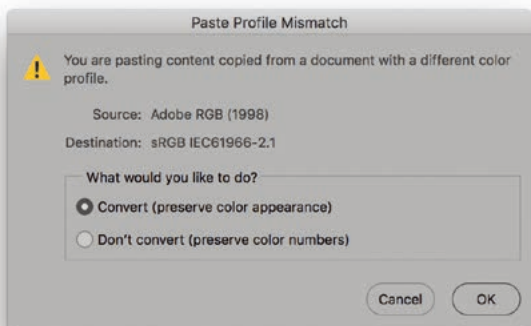 Paste Profile Mismatch
You are pasting content copied from a document with a different color
profile.
Source: Adobe RGB (1998)
Destination: sRGB IEC61966-2.1
What would you like to do?
Convert (preserve color appearance)
Don't convert (preserve color numbers)
Cancel
OK